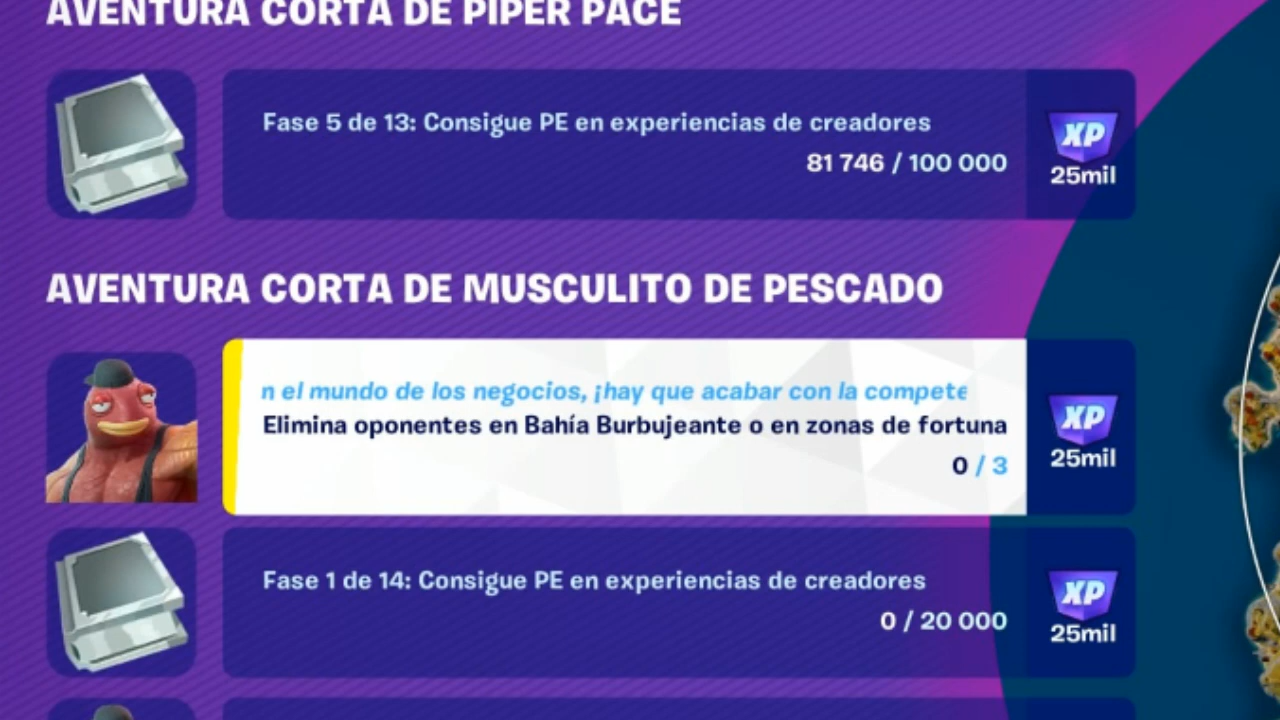 AVENTURA CORTA DE PIPER PACE
Fase 5 de 13: Consigue PE en experiencias de creadores
81 746 / 100 000
XP
25mil
AVENTURA CORTA DE MUSCULITO DE PESCADO
n el mundo de los negocios, ¡hay que acabar con la compete
Elimina oponentes en Bahía Burbujeante o en zonas de fortuna
0 / 3
XP
25mil
Fase 1 de 14: Consigue PE en experiencias de creadores
0 / 20 000
XP
25mil